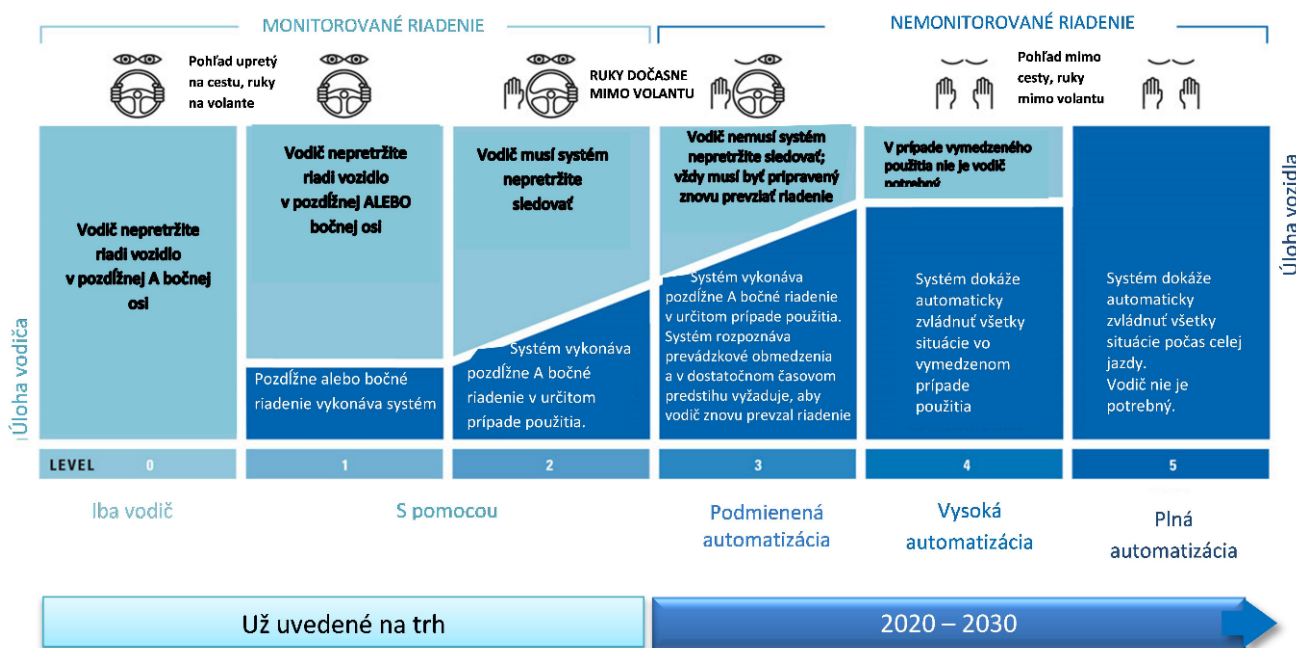 MONITOROVANÉ RIADENIE
NEMONITOROVANÉ RIADENIE
Pohľad upretý
na cestu, ruky
na volante
RUKY DOČASNE
MIMO VOLANTU
Pohľad mimo
cesty, ruky
mimo volantu
Úloha vodiča
Vodič nepretržite
riadi vozidlo
v pozdĺžnej A bočnej
osi
Vodič nepretržite
riadi vozidlo
v pozdĺžnej ALEBO
bočnej osi
Pozdĺžne alebo bočné
riadenie vykonáva systém
Vodič musí systém
nepretržite
sledovať
Systém vykonáva
pozdĺžne A bočné
riadenie v určitom
prípade použitia.
Vodič nemusí systém
nepretržite sledovať;
vždy musí byť pripravený
znovu prevziať riadenie
Systém vykonáva
pozdĺžne A bočné riadenie
v určitom prípade použitia.
Systém rozpoznáva
prevádzkové obmedzenia
a v dostatočnom časovom
predstihu vyžaduje, aby
vodič znovu prevzal riadenie
V prípade vymedzeného
použitia nie je vodič
potrebný
Systém dokáže
automaticky
zvládnuť všetky
situácie vo
vymedzenom
prípade
použitia
Systém dokáže
automaticky
zvládnuť všetky
situácie počas celej
jazdy.
Vodič nie je
potrebný.
Úloha vozidla
LEVEL 0 1 2 3 4 5
Iba vodič
S pomocou
Podmienená
automatizácia
Vysoká
automatizácia
Plná
automatizácia
Už uvedené na trh
2020 – 2030